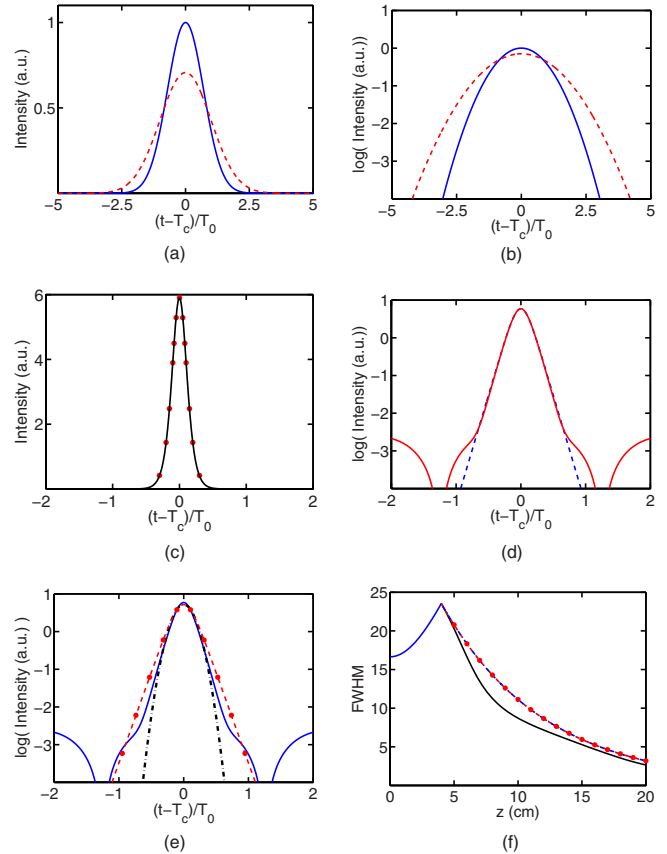 1
0.5
Intensity (a.u.)
−5 −2.5 0 2.5 5
(t−T_c)/T_0
(a)
1
0
−1
−2
−3
log( Intensity (a.u.))
−5 −2.5 0 2.5 5
(t−T_c)/T_0
(b)
6
4
2
Intensity (a.u.)
−2 −1 0 1 2
(t−T_c)/T_0
(c)
1
0
−1
−2
−3
log( Intensity (a.u.))
−2 −1 0 1 2
(t−T_c)/T_0
(d)
1
0
−1
−2
−3
log( Intensity (a.u.) )
−2 −1 0 1 2
(t−T_c)/T_0
(e)
25
20
15
10
5
FWHM
0 5 10 15 20
z (cm)
(f)